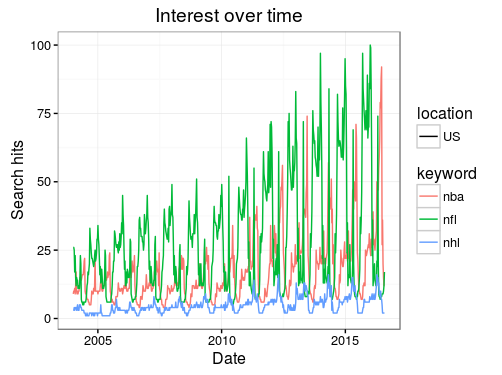 Interest over time
Search hits
100
75
50
25
0
2005
2010
2015
Date
location
US
keyword
nba
nfl
nhl